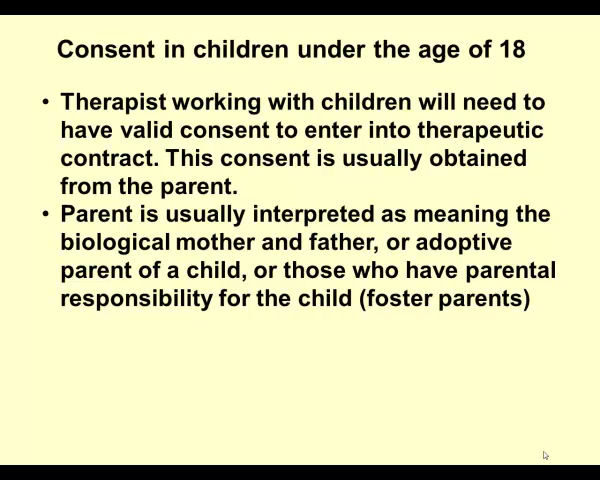 Consent in children under the age of 18
• Therapist working with children will need to
have valid consent to enter into therapeutic
contract. This consent is usually obtained
from the parent.
• Parent is usually interpreted as meaning the
biological mother and father, or adoptive
parent of a child, or those who have parental
responsibility for the child (foster parents)